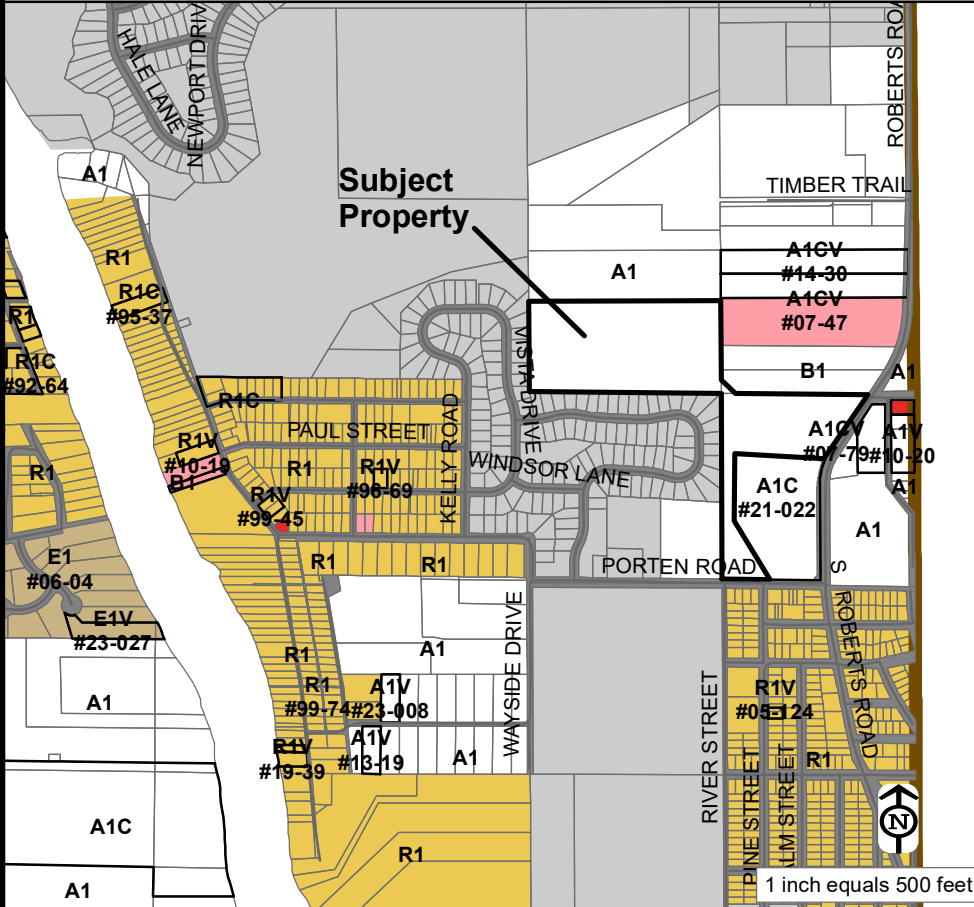 HALE LANE
NEWPORT DRIV
ROBERTS ROA
A1
Subject
Property
TIMBER TRAIL
R1
A1
A1CV
#14-30
R1C
#95-37
A1CV
#07-47
R1
VISTA DRIVE
R1C
#92-64
B1
A1
R1C
KELLY ROAD
PAUL STREET
A1CV
#07-79
A1V
#10-20
R1V
#10-19
B1
R1
R1V
#96-69
WINDSOR LANE
R1
A1C
#21-022
A1
R1V
#99-45
A1
E1
#06-04
R1
R1
PORTEN ROAD
S ROBERTS ROAD
E1V
#23-027
WAYSIDE DRIVE
A1
R1
R1
#99-74
A1V
#23-008
RIVER STREET
R1V
#05-124
A1
R1V
#19-39
A1V
#13-19
A1
R1
PINE STREET
ALM STREET
A1C
R1
N
A1
1 inch equals 500 feet